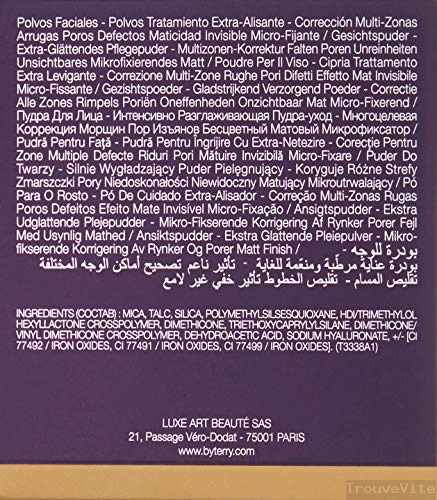 Polvos Faciales - Polvos Tratamiento Extra-Alisante - Corrección Multi-Zonas
Arrugas Poros Defectos Maticidad Invisible Micro-Fijante / Gesichtspuder -
Extra-Glättendes Pflegepuder - Multizonen-Korrektur Falten Poren Unreinheiten
Unsichtbares Mikrofixierendes Matt / Poudre Per Il Viso - Cipria Trattamento
Extra Levigante - Correzione Multi-Zone Rughe Pori Difetti Effetto Mat Invisibile
Micro-Fissante / Gezichtspoeder - Gladstrijkend Verzorgend Poeder - Correctie
Alle Zones Rimpels Poriën Oneffenheden Onzichtbaar Mat Micro-Fixerend /
Пудра Для Лица - Интенсивно Разглаживающая Пудра-уход - Многоцелевая
Коррекция Морщин Пор Изъянов Бесцветный Матовый Микрофиксатор /
Pudră Pentru Faţă - Pudră Pentru Îngrijire Cu Extra-Netezire - Corecţie Pentru
Zone Multiple Defecte Riduri Pori Mătuire Invizibilă Micro-Fixare / Puder Do
Twarzy - Silnie Wygładzający Puder Pielęgnujący - Koryguje Różne Strefy
Zmarszczki Pory Niedoskonałości Niewidoczny Matujący Mikroutrwalający / Pó
Para O Rosto - Pó De Cuidado Extra-Alisador - Correção Multi-Zonas Rugas
Poros Defeitos Efeito Mate Invisível Micro-Fixação / Ansigtspudder - Ekstra
Udglattende Plejepudder - Mikrofikserende Korrigering Af Rynker Porer Fejl
Med Usynlig Mathed / Ansiktspudder - Ekstra Glattende Pleiepulver - Mikro-
fikserende Korrigering Av Rynker Og Porer Matt Finish /
بودرة للوجه -
بودرة عناية مرطبة ومنعمة للغاية - تأثير ناعم تصحيح أماكن الوجه المختلفة
تقليص المسام - تقليص الخطوط تأثير خفي غير لامع
INGREDIENTS (COCTAB) : MICA, TALC, SILICA, POLYMETHYLSILSESQUIOXANE, HDI/TRIMETHYLOL
HEXYLLACTONE CROSSPOLYMER, DIMETHICONE, TRIETHOXYCAPRYLYLSILANE, DIMETHICONE/
VINYL DIMETHICONE CROSSPOLYMER, DEHYDROACETIC ACID, SODIUM HYALURONATE, +/- [CI
77492 / IRON OXIDES, CI 77491 / IRON OXIDES, CI 77499 / IRON OXIDES]. (T3338A1)
LUXE ART BEAUTÉ SAS
21, Passage Véro-Dodat - 75001 PARIS
www.byterry.com
TrouveVite